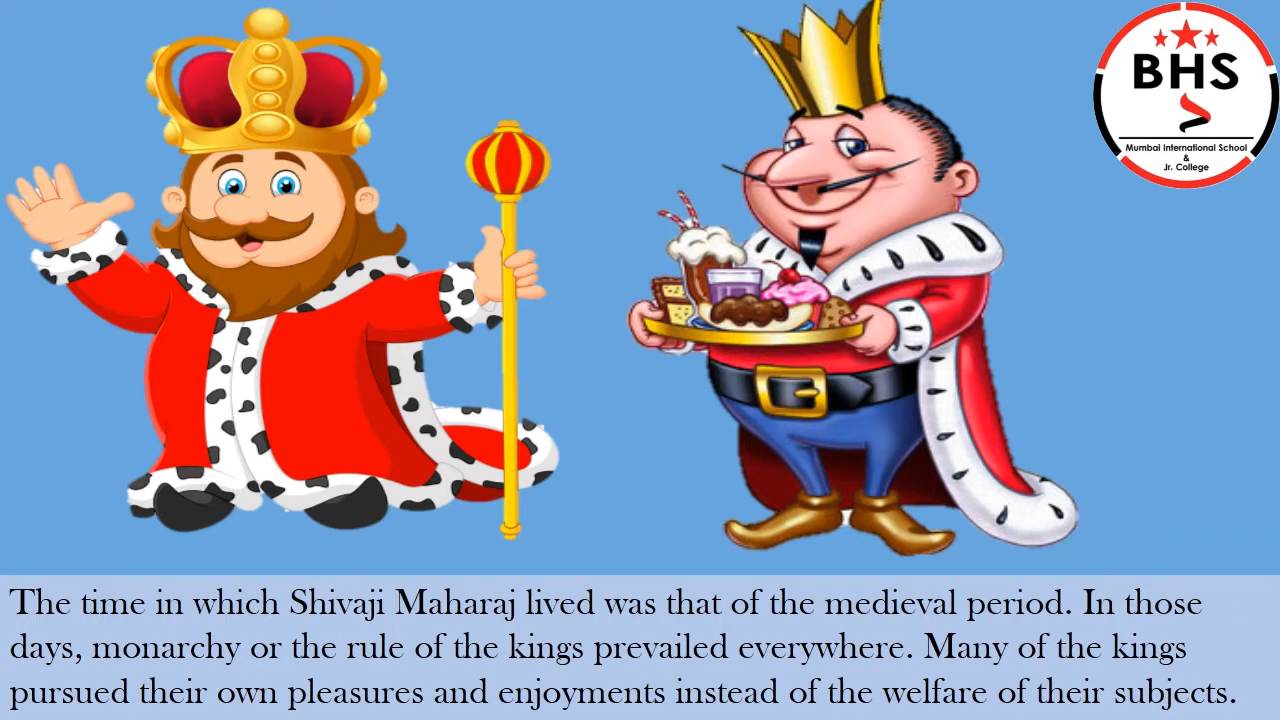 BHS
Mumbai International School
&
Jr. College
The time in which Shivaji Maharaj lived was that of the medieval period. In those
days, monarchy or the rule of the kings prevailed everywhere. Many of the kings
pursued their own pleasures and enjoyments instead of the welfare of their subjects.